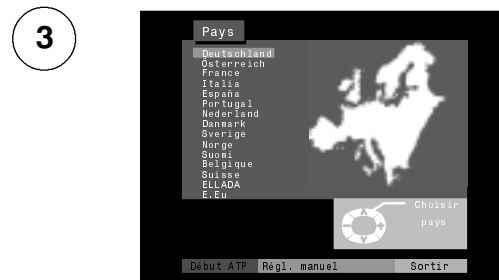 3
Pays
Deutschland
Österreich
France
Italia
España
Portugal
Nederland
Danmark
Sverige
Norge
Suomi
Belgique
Suisse
ELLADA
E.Eu
Choisir
pays
Début ATP Régl. manuel Sortir